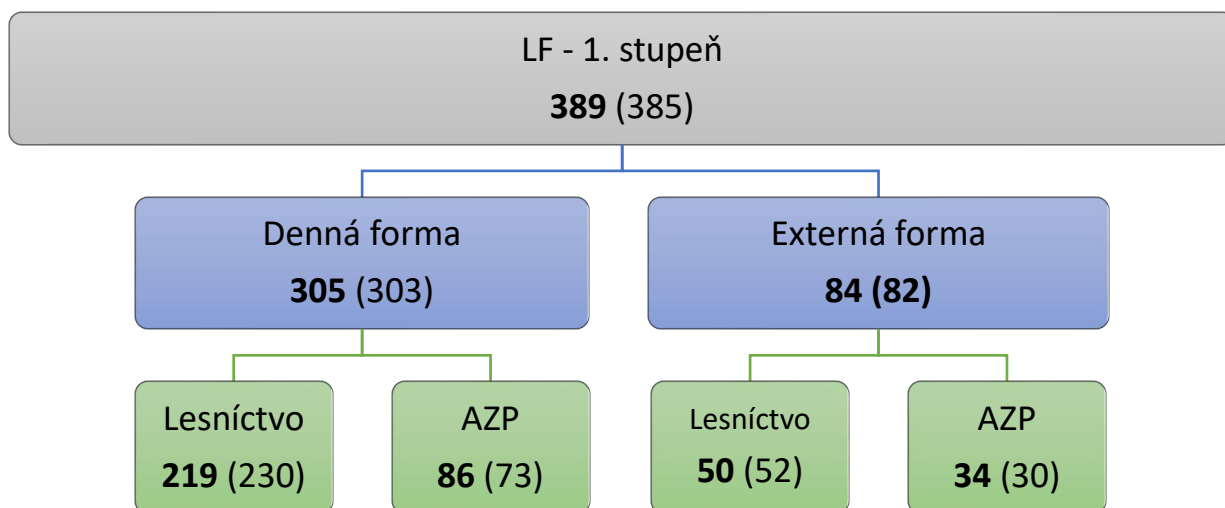 LF - 1. stupeň
389 (385)
Denná forma
305 (303)
Externá forma
84 (82)
Lesníctvo
219 (230)
AZP
86 (73)
Lesníctvo
50 (52)
AZP
34 (30)